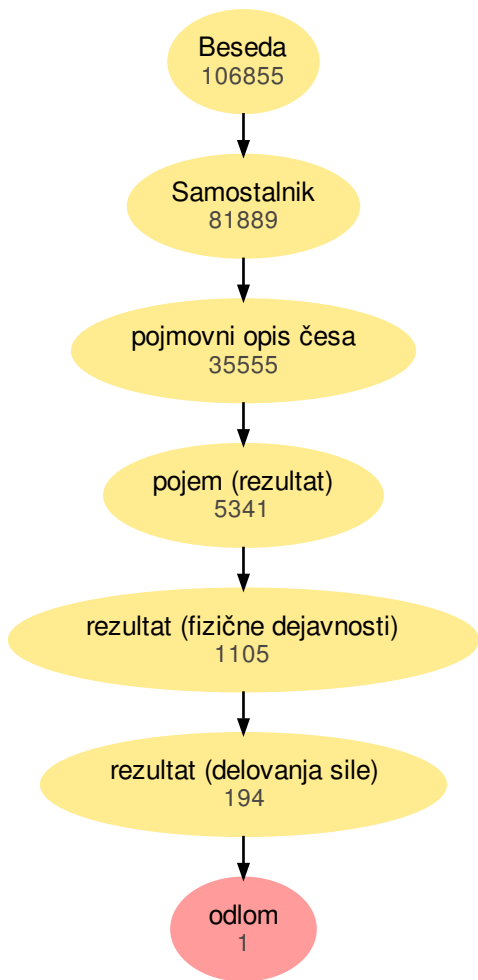 Beseda
106855
Samostalnik
81889
pojmovni opis česa
35555
pojem (rezultat)
5341
rezultat (fizične dejavnosti)
1105
rezultat (delovanja sile)
194
odlom
1